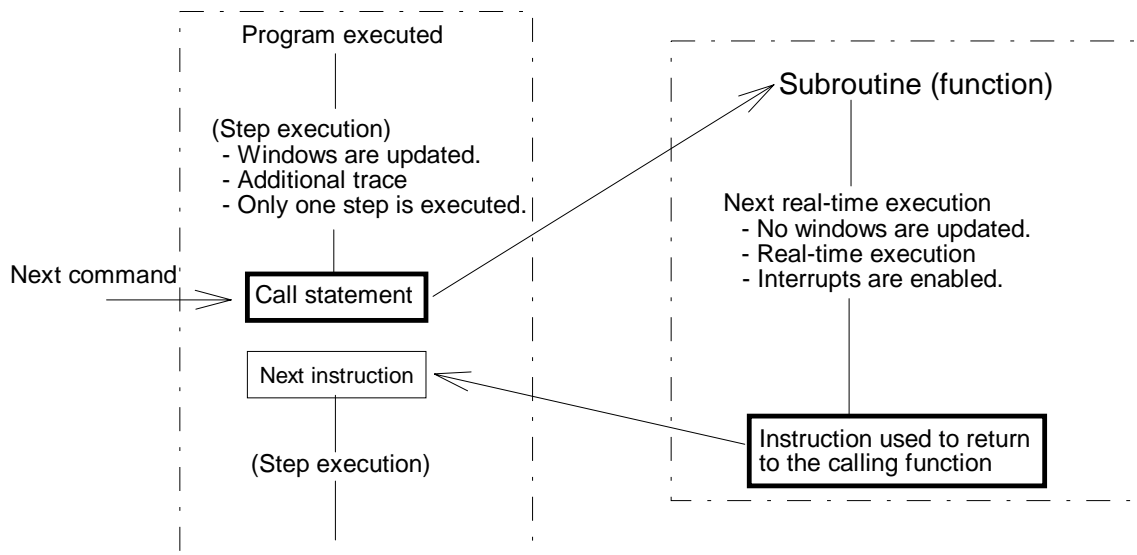 Program executed
(Step execution)
- Windows are updated.
- Additional trace
- Only one step is executed.
Next command
Call statement
Next instruction
(Step execution)
Subroutine (function)
Next real-time execution
- No windows are updated.
- Real-time execution
- Interrupts are enabled.
Instruction used to return
to the calling function